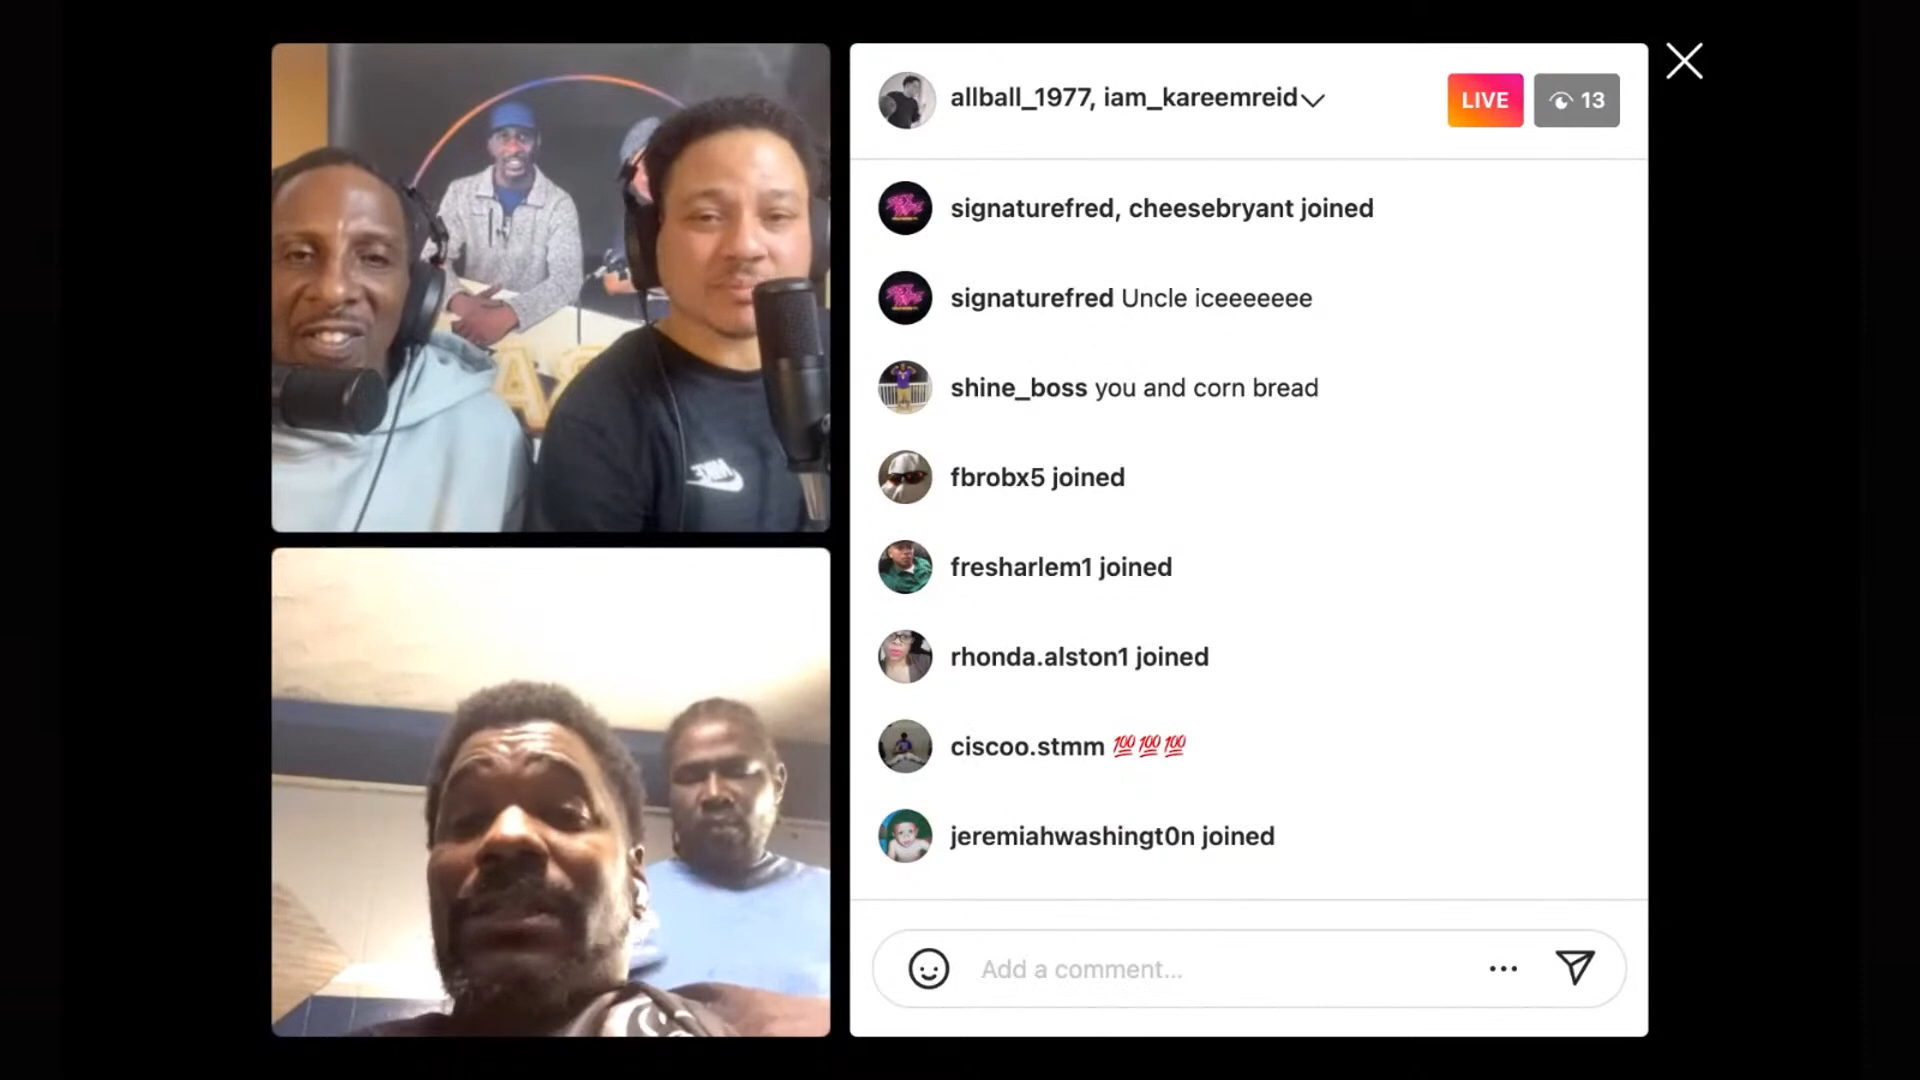 allball_1977, iam_kareemreid
LIVE
13
signaturefred, cheesebryant joined
signaturefred Uncle iceeeeeee
shine_boss you and corn bread
fbrobx5 joined
fresharlem1 joined
rhonda.alston1 joined
ciscoo.stmm 💯💯💯
jeremiahwashingt0n joined
Add a comment...
NIKE